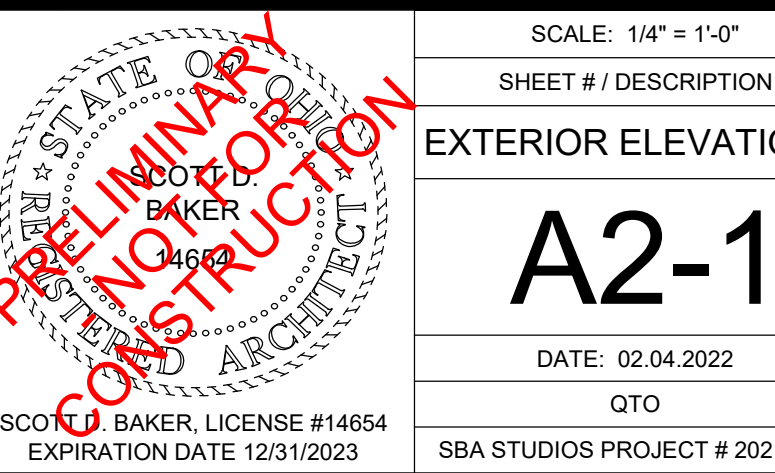 STATE OF OHIO
REGISTERED ARCHITECT
SCOTT D.
BAKER
14654
PRELIMINARY
- NOT FOR
CONSTRUCTION
SCOTT D. BAKER, LICENSE #14654
EXPIRATION DATE 12/31/2023
SCALE: 1/4" = 1'-0"
SHEET # / DESCRIPTION
EXTERIOR ELEVATIO
A2-1
DATE: 02.04.2022
QTO
SBA STUDIOS PROJECT # 202